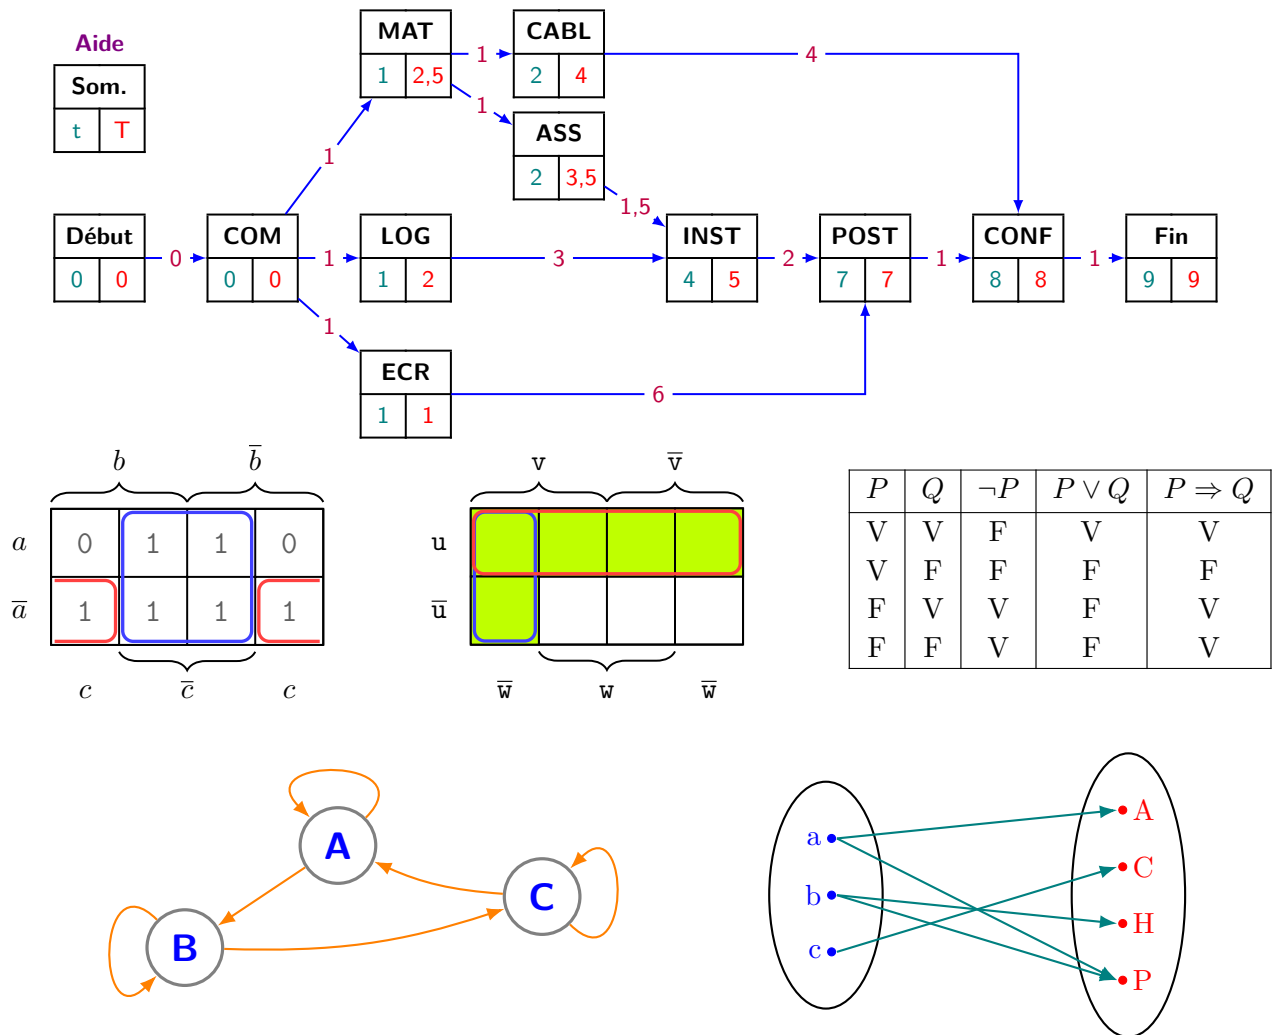 Aide
Som.
t T
MAT
1 2,5
CABL
2 4
ASS
2 3,5
Début
0 0
COM
0 0
LOG
1 2
INST
4 5
POST
7 7
CONF
8 8
Fin
9 9
ECR
1 1
0
1
1
1
1
1
4
1,5
3
2
1
1
6
b b̅
a 0 1 1 0
a̅ 1 1 1 1
c c̅ c
v v̅
u
u̅
w̅ w w̅
P Q ¬P P ∨ Q P ⇒ Q
V V F V V
V F F F F
F V V F V
F F V F V
A
B
C
a
b
c
A
C
H
P